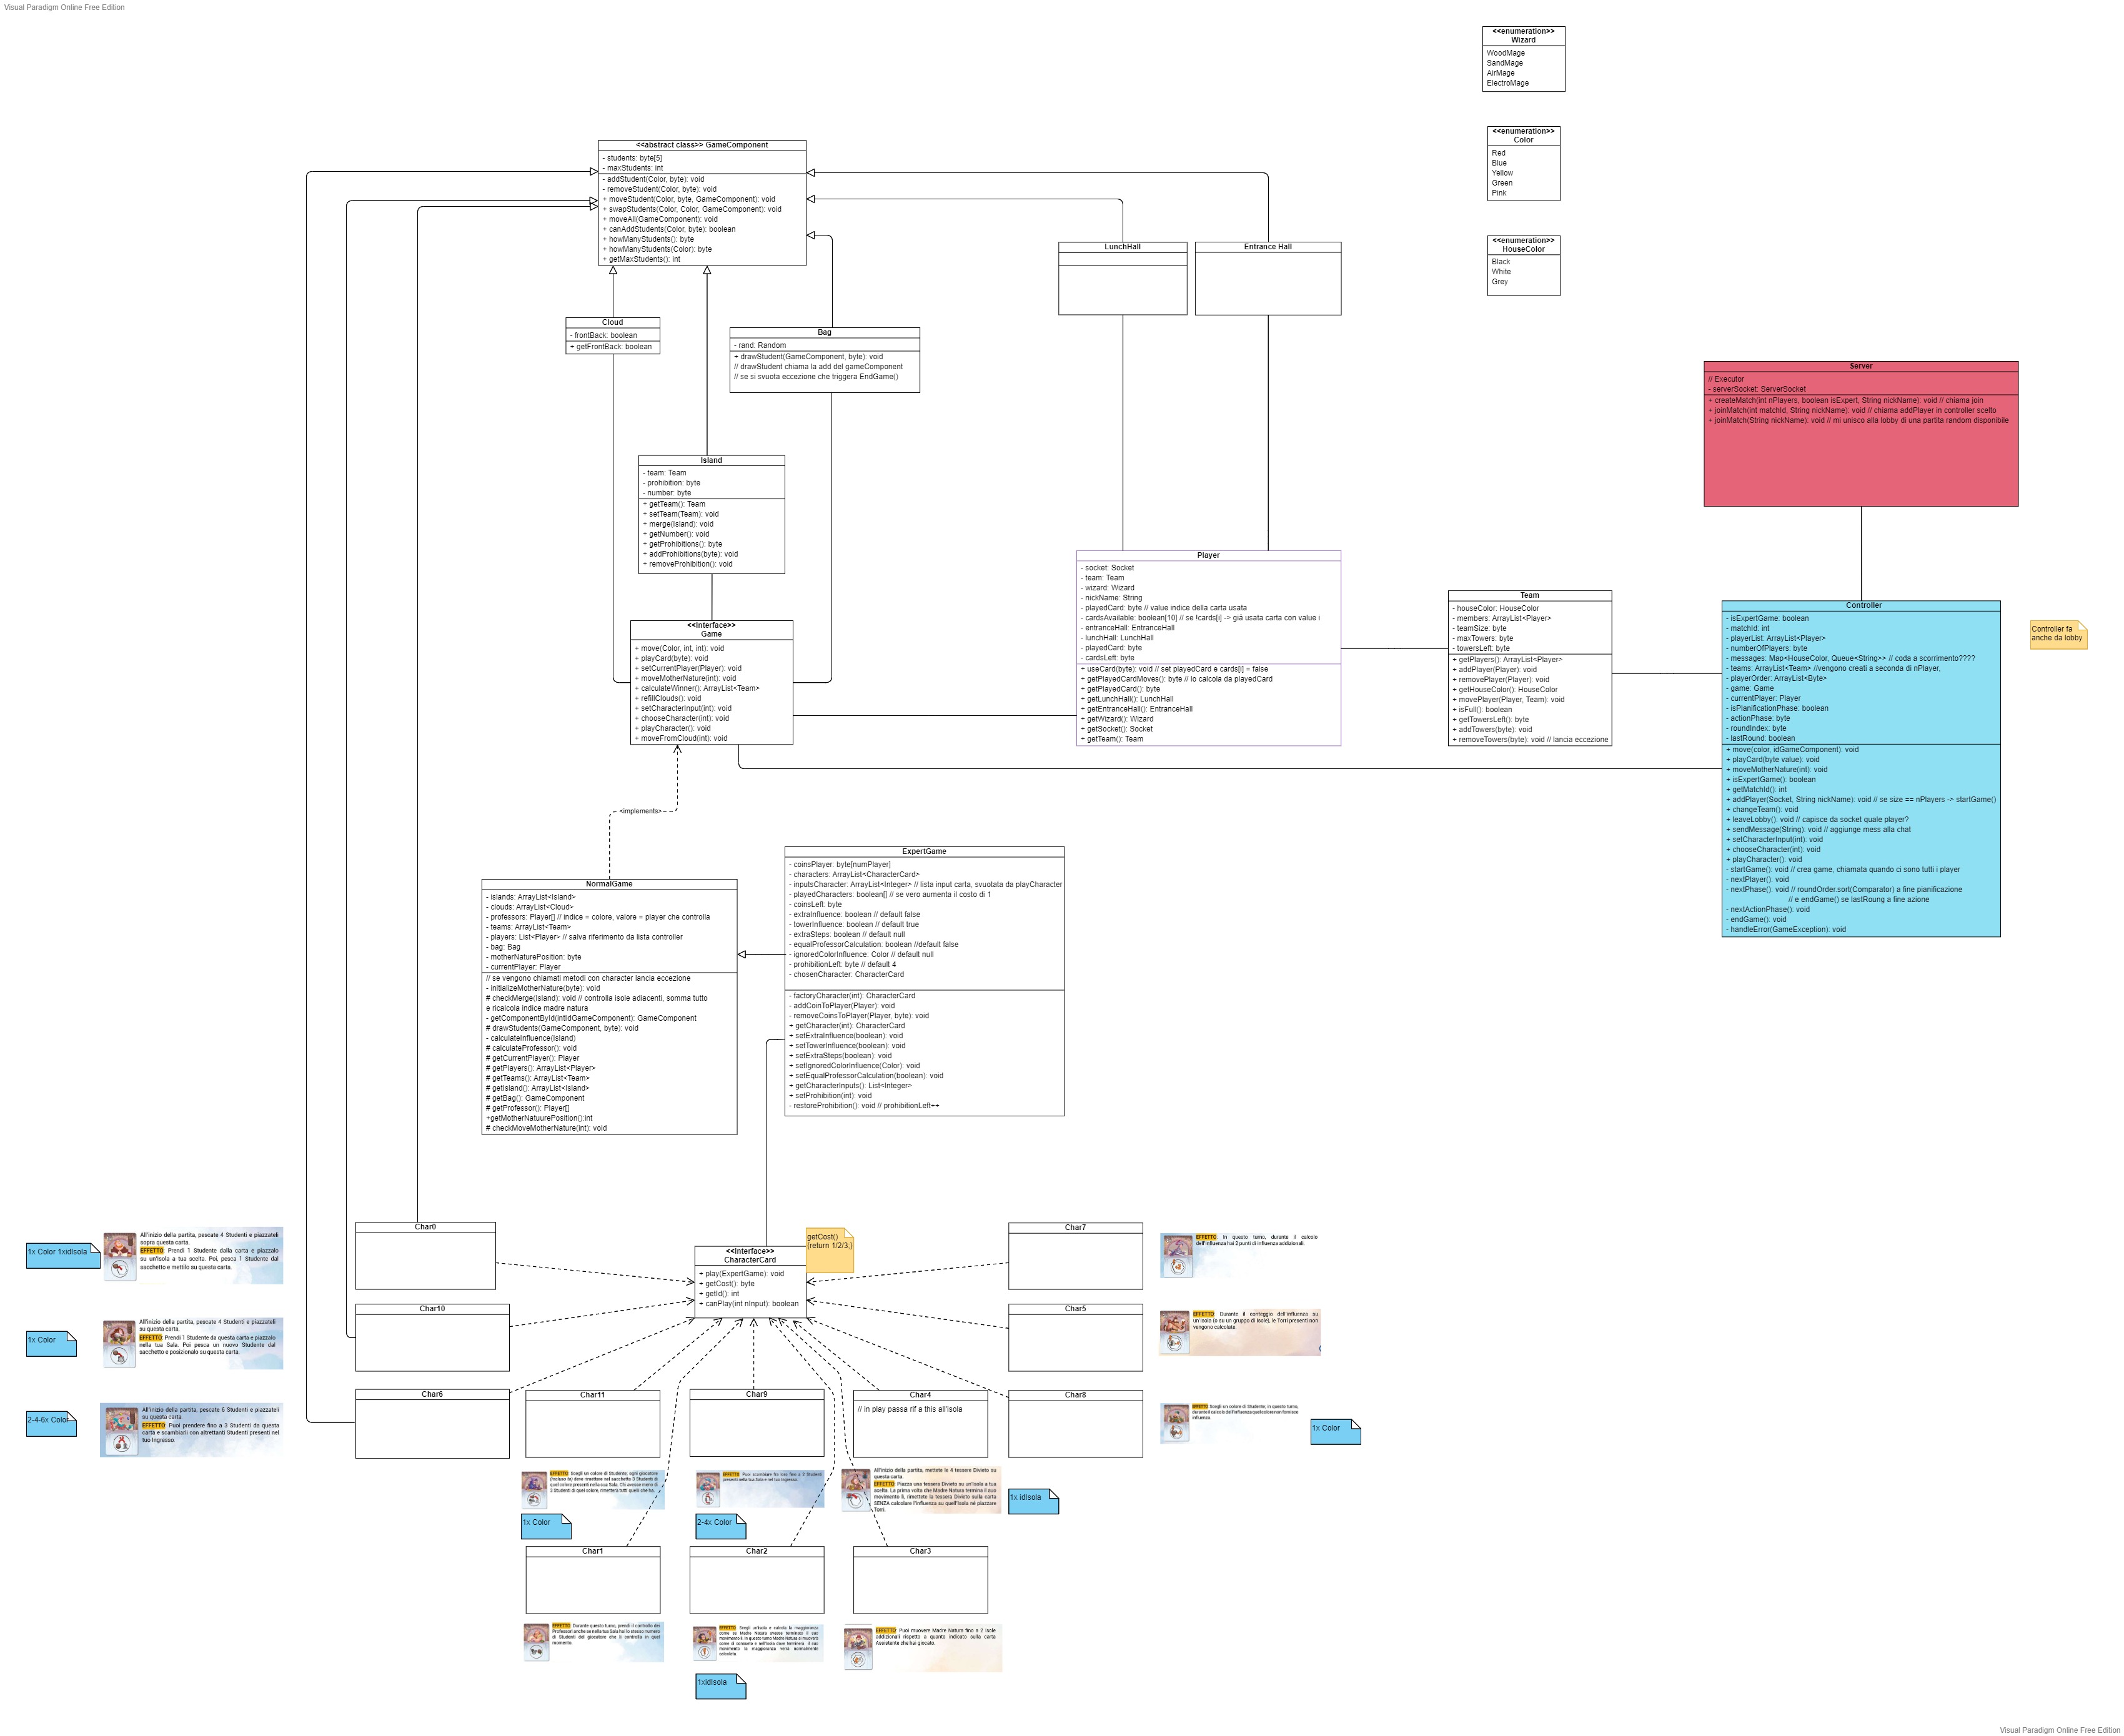 Visual Paradigm Online Free Edition
<<enumeration>>
Wizard
WoodMage
SandMage
AirMage
ElectroMage
<<enumeration>>
Color
Red
Blue
Yellow
Green
Pink
<<enumeration>>
HouseColor
Black
White
Grey
<<abstract class>> GameComponent
- students: byte[5]
- maxStudents: int
- addStudent(Color, byte): void
- removeStudent(Color, byte): void
+ moveStudent(Color, byte, GameComponent): void
+ swapStudents(Color, Color, GameComponent): void
+ moveAll(GameComponent): void
+ canAddStudents(Color, byte): boolean
+ howManyStudents(): byte
+ howManyStudents(Color): byte
+ getMaxStudents(): int
LunchHall
Entrance Hall
Cloud
- frontBack: boolean
+ getFrontBack: boolean
Bag
- rand: Random
+ drawStudent(GameComponent, byte): void
// drawStudent chiama la add del gameComponent
// se si svuota eccezione che triggera EndGame()
Server
// Executor
- serverSocket: ServerSocket
+ createMatch(int nPlayers, boolean isExpert, String nickName): void // chiama join
+ joinMatch(int matchId, String nickName): void // chiama addPlayer in controller scelto
+ joinMatch(String nickName): void // mi unisco alla lobby di una partita random disponibile
Island
- team: Team
- prohibition: byte
- number: byte
+ getTeam(): Team
+ setTeam(Team): void
+ merge(Island): void
+ getNumber(): void
+ getProhibitions(): byte
+ addProhibitions(byte): void
+ removeProhibition(): void
<<Interface>>
Game
+ move(Color, int, int): void
+ playCard(byte): void
+ setCurrentPlayer(Player): void
+ moveMotherNature(int): void
+ calculateWinner(): ArrayList<Team>
+ refillClouds(): void
+ setCharacterInput(int): void
+ chooseCharacter(int): void
+ playCharacter(): void
+ moveFromCloud(int): void
Player
- socket: Socket
- team: Team
- wizard: Wizard
- nickName: String
- playedCard: byte // value indice della carta usata
- cardsAvailable: boolean[10] // se !cards[i] -> giá usata carta con value i
- entranceHall: EntranceHall
- lunchHall: LunchHall
- playedCard: byte
- cardsLeft: byte
+ useCard(byte): void // set playedCard e cards[i] = false
+ getPlayedCardMoves(): byte // lo calcola da playedCard
+ getPlayedCard(): byte
+ getLunchHall(): LunchHall
+ getEntranceHall(): EntranceHall
+ getWizard(): Wizard
+ getSocket(): Socket
+ getTeam(): Team
Team
- houseColor: HouseColor
- members: ArrayList<Player>
- teamSize: byte
- maxTowers: byte
- towersLeft: byte
+ getPlayers(): ArrayList<Player>
+ addPlayer(Player): void
+ removePlayer(Player): void
+ getHouseColor(): HouseColor
+ movePlayer(Player, Team): void
+ isFull(): boolean
+ getTowersLeft(): byte
+ addTowers(byte): void
+ removeTowers(byte): void // lancia eccezione
Controller
- isExpertGame: boolean
- matchId: int
- playerList: ArrayList<Player>
- numberOfPlayers: byte
- messages: Map<HouseColor, Queue<String>> // coda a scorrimento????
- teams: ArrayList<Team> //vengono creati a seconda di nPlayer,
- playerOrder: ArrayList<Byte>
- game: Game
- currentPlayer: Player
- isPlanificationPhase: boolean
- actionPhase: byte
- roundIndex: byte
- lastRound: boolean
+ move(color, idGameComponent): void
+ playCard(byte value): void
+ moveMotherNature(int): void
+ isExpertGame(): boolean
+ getMatchId(): int
+ addPlayer(Socket, String nickName): void // se size == nPlayers -> startGame()
+ changeTeam(): void
+ leaveLobby(): void // capisce da socket quale player?
+ sendMessage(String): void // aggiunge mess alla chat
+ setCharacterInput(int): void
+ chooseCharacter(int): void
+ playCharacter(): void
- startGame(): void // crea game, chiamata quando ci sono tutti i player
- nextPlayer(): void
- nextPhase(): void // roundOrder.sort(Comparator) a fine pianificazione
// e endGame() se lastRoung a fine azione
- nextActionPhase(): void
- endGame(): void
- handleError(GameException): void
Controller fa
anche da lobby
<implements>
NormalGame
- islands: ArrayList<Island>
- clouds: ArrayList<Cloud>
- professors: Player[] // indice = colore, valore = player che controlla
- teams: ArrayList<Team>
- players: List<Player> // salva riferimento da lista controller
- bag: Bag
- motherNaturePosition: byte
- currentPlayer: Player
// se vengono chiamati metodi con character lancia eccezione
- initializeMotherNature(byte): void
# checkMerge(Island): void // controlla isole adiacenti, somma tutto
e ricalcola indice madre natura
- getComponentById(intIdGameComponent): GameComponent
# drawStudents(GameComponent, byte): void
- calculateInfluence(Island)
# calculateProfessor(): void
# getCurrentPlayer(): Player
# getPlayers(): ArrayList<Player>
# getTeams(): ArrayList<Team>
# getIsland(): ArrayList<Island>
# getBag(): GameComponent
# getProfessor(): Player[]
+getMotherNatuurePosition():int
# checkMoveMotherNature(int): void
ExpertGame
- coinsPlayer: byte[numPlayer]
- characters: ArrayList<CharacterCard>
- inputsCharacter: ArrayList<Integer> // lista input carta, svuotata da playCharacter
- playedCharacters: boolean[] // se vero aumenta il costo di 1
- coinsLeft: byte
- extraInfluence: boolean // default false
- towerInfluence: boolean // default true
- extraSteps: boolean // default null
- equalProfessorCalculation: boolean //default false
- ignoredColorInfluence: Color // default null
- prohibitionLeft: byte // default 4
- chosenCharacter: CharacterCard
- factoryCharacter(int): CharacterCard
- addCoinToPlayer(Player): void
- removeCoinsToPlayer(Player, byte): void
+ getCharacter(int): CharacterCard
+ setExtraInfluence(boolean): void
+ setTowerInfluence(boolean): void
+ setExtraSteps(boolean): void
+ setIgnoredColorInfluence(Color): void
+ setEqualProfessorCalculation(boolean): void
+ getCharacterInputs(): List<Integer>
+ setProhibition(int): void
- restoreProhibition(): void // prohibitionLeft++
1x Color 1xidIsola
All'inizio della partita, pescate 4 Studenti e piazzateli
sopra questa carta.
EFFETTO Prendi 1 Studente dalla carta e piazzalo
su un'Isola a tua scelta. Poi, pesca 1 Studente dal
sacchetto e mettilo su questa carta.
Char0
<<Interface>>
CharacterCard
+ play(ExpertGame): void
+ getCost(): byte
+ getId(): int
+ canPlay(int nInput): boolean
getCost()
{return 1/2/3;}
Char7
EFFETTO In questo turno, durante il calcolo
dell'influenza hai 2 punti di influenza addizionali.
1x Color
All'inizio della partita, pescate 4 Studenti e piazzateli
su questa carta.
EFFETTO Prendi 1 Studente da questa carta e piazzalo
nella tua Sala. Poi pesca un nuovo Studente dal
sacchetto e posizionalo su questa carta.
Char10
Char5
EFFETTO Durante il conteggio dell'influenza su
un'Isola (o su un gruppo di Isole), le Torri presenti non
vengono calcolate.
2-4-6x Color
All'inizio della partita, pescate 6 Studenti e piazzateli
su questa carta.
EFFETTO Puoi prendere fino a 3 Studenti da questa
carta e scambiarli con altrettanti Studenti presenti nel
tuo Ingresso.
Char6
Char11
Char9
Char4
// in play passa rif a this all'isola
Char8
EFFETTO Scegli un colore di Studente; in questo turno,
durante il calcolo dell'influenza quel colore non fornisce
influenza.
1x Color
EFFETTO Scegli un colore di Studente; ogni giocatore
(incluso te) deve rimettere nel sacchetto 3 Studenti di
quel colore presenti nella sua Sala. Chi avesse meno di
3 Studenti di quel colore, rimetterà tutti quelli che ha.
1x Color
EFFETTO Puoi scambiare fra loro fino a 2 Studenti
presenti nella tua Sala e nel tuo Ingresso.
2-4x Color
All'inizio della partita, mettete le 4 tessere Divieto su
questa carta.
EFFETTO Piazza una tessera Divieto su un'Isola a tua
scelta. La prima volta che Madre Natura termina il suo
movimento lì, rimettete la tessera Divieto sulla carta
SENZA calcolare l'influenza su quell'Isola né piazzare
Torri.
1x idIsola
Char1
Char2
Char3
EFFETTO Durante questo turno, prendi il controllo dei
Professori anche se nella tua Sala hai lo stesso numero
di Studenti del giocatore che li controlla in quel
momento.
EFFETTO Scegli un'Isola e calcola la maggioranza
come se Madre Natura avesse terminato il suo
movimento lì. In questo turno Madre Natura si muoverà
come di consueto e nell'Isola dove terminerà il suo
movimento la maggioranza verrà normalmente
calcolata.
1xidIsola
EFFETTO Puoi muovere Madre Natura fino a 2 Isole
addizionali rispetto a quanto indicato sulla carta
Assistente che hai giocato.
Visual Paradigm Online Free Edition